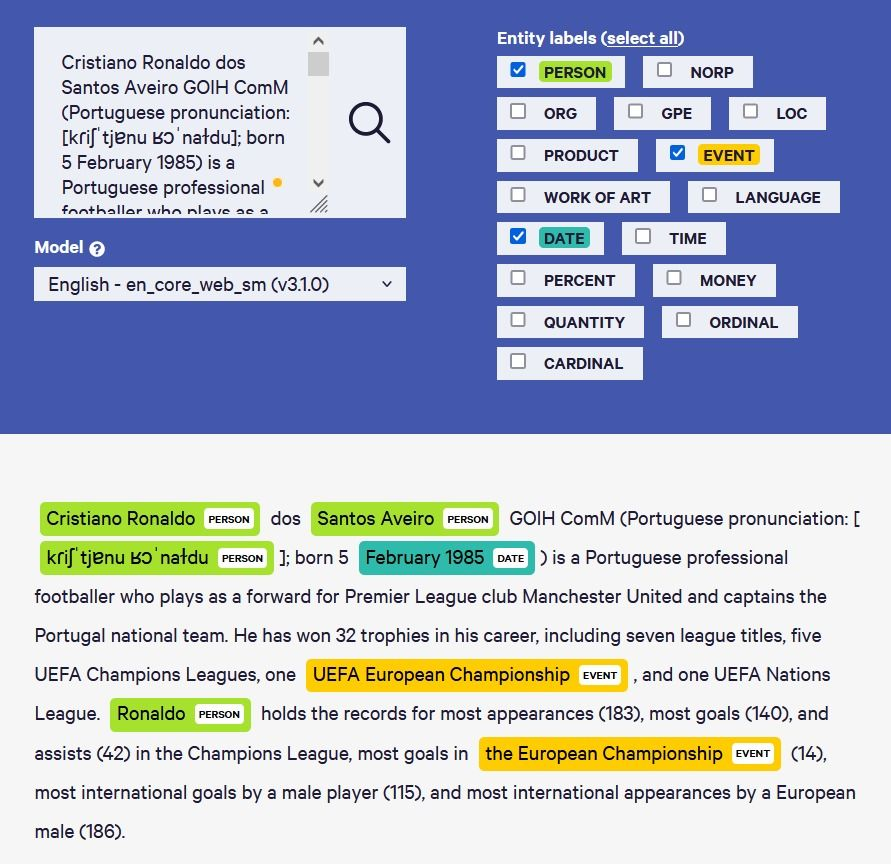 Cristiano Ronaldo dos
Santos Aveiro GOIH ComM
(Portuguese pronunciation:
[kɾiʃˈtjɐnu ʁɔˈnaɫdu]; born
5 February 1985) is a
Portuguese professional
footballer who plays as a
Model ?
English - en_core_web_sm (v3.1.0)
Entity labels (select all)
PERSON NORP
ORG GPE LOC
PRODUCT EVENT
WORK OF ART LANGUAGE
DATE TIME
PERCENT MONEY
QUANTITY ORDINAL
CARDINAL
Cristiano Ronaldo PERSON dos Santos Aveiro PERSON GOIH ComM (Portuguese pronunciation: [
kɾiʃˈtjɐnu ʁɔˈnaɫdu PERSON ]; born 5 February 1985 DATE ) is a Portuguese professional
footballer who plays as a forward for Premier League club Manchester United and captains the
Portugal national team. He has won 32 trophies in his career, including seven league titles, five
UEFA Champions Leagues, one UEFA European Championship EVENT , and one UEFA Nations
League. Ronaldo PERSON holds the records for most appearances (183), most goals (140), and
assists (42) in the Champions League, most goals in the European Championship EVENT (14),
most international goals by a male player (115), and most international appearances by a European
male (186).